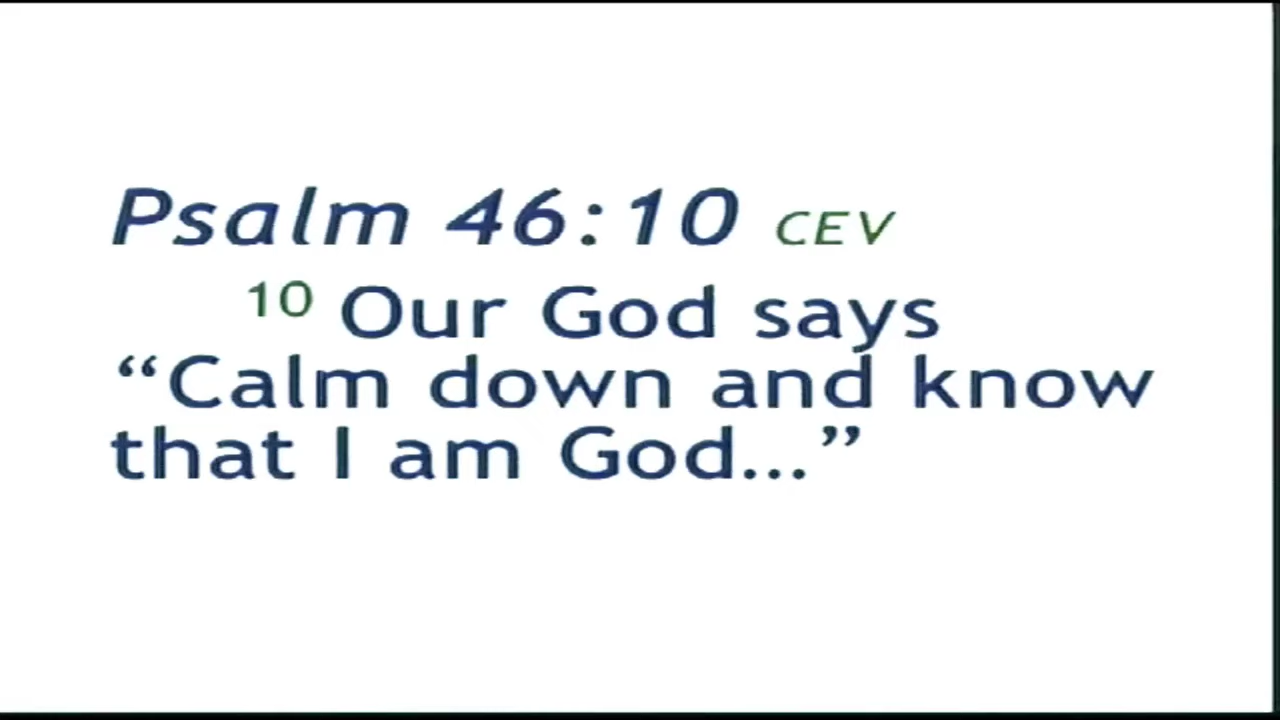 Psalm 46:10 CEV
10 Our God says
“Calm down and know
that I am God...”